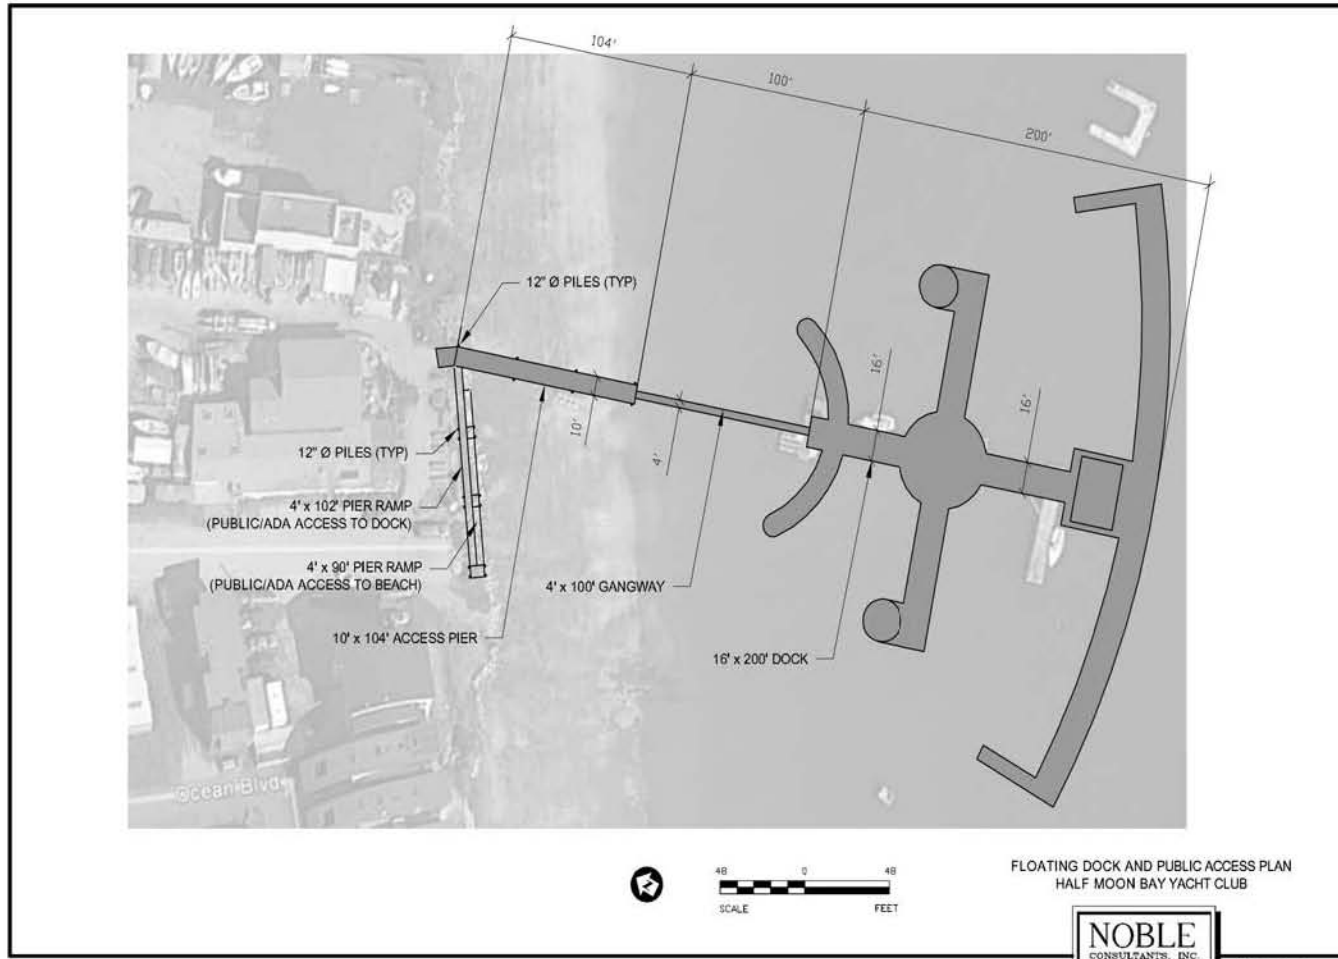 104'
100'
200'
12" Ø PILES (TYP)
16'
16'
10'
4'
12" Ø PILES (TYP)
4' x 102' PIER RAMP
(PUBLIC/ADA ACCESS TO DOCK)
4' x 90' PIER RAMP
(PUBLIC/ADA ACCESS TO BEACH)
4' x 100' GANGWAY
10' x 104' ACCESS PIER
16' x 200' DOCK
Ocean Blvd
N
48 0 48
SCALE FEET
FLOATING DOCK AND PUBLIC ACCESS PLAN
HALF MOON BAY YACHT CLUB
NOBLE
CONSULTANTS, INC.